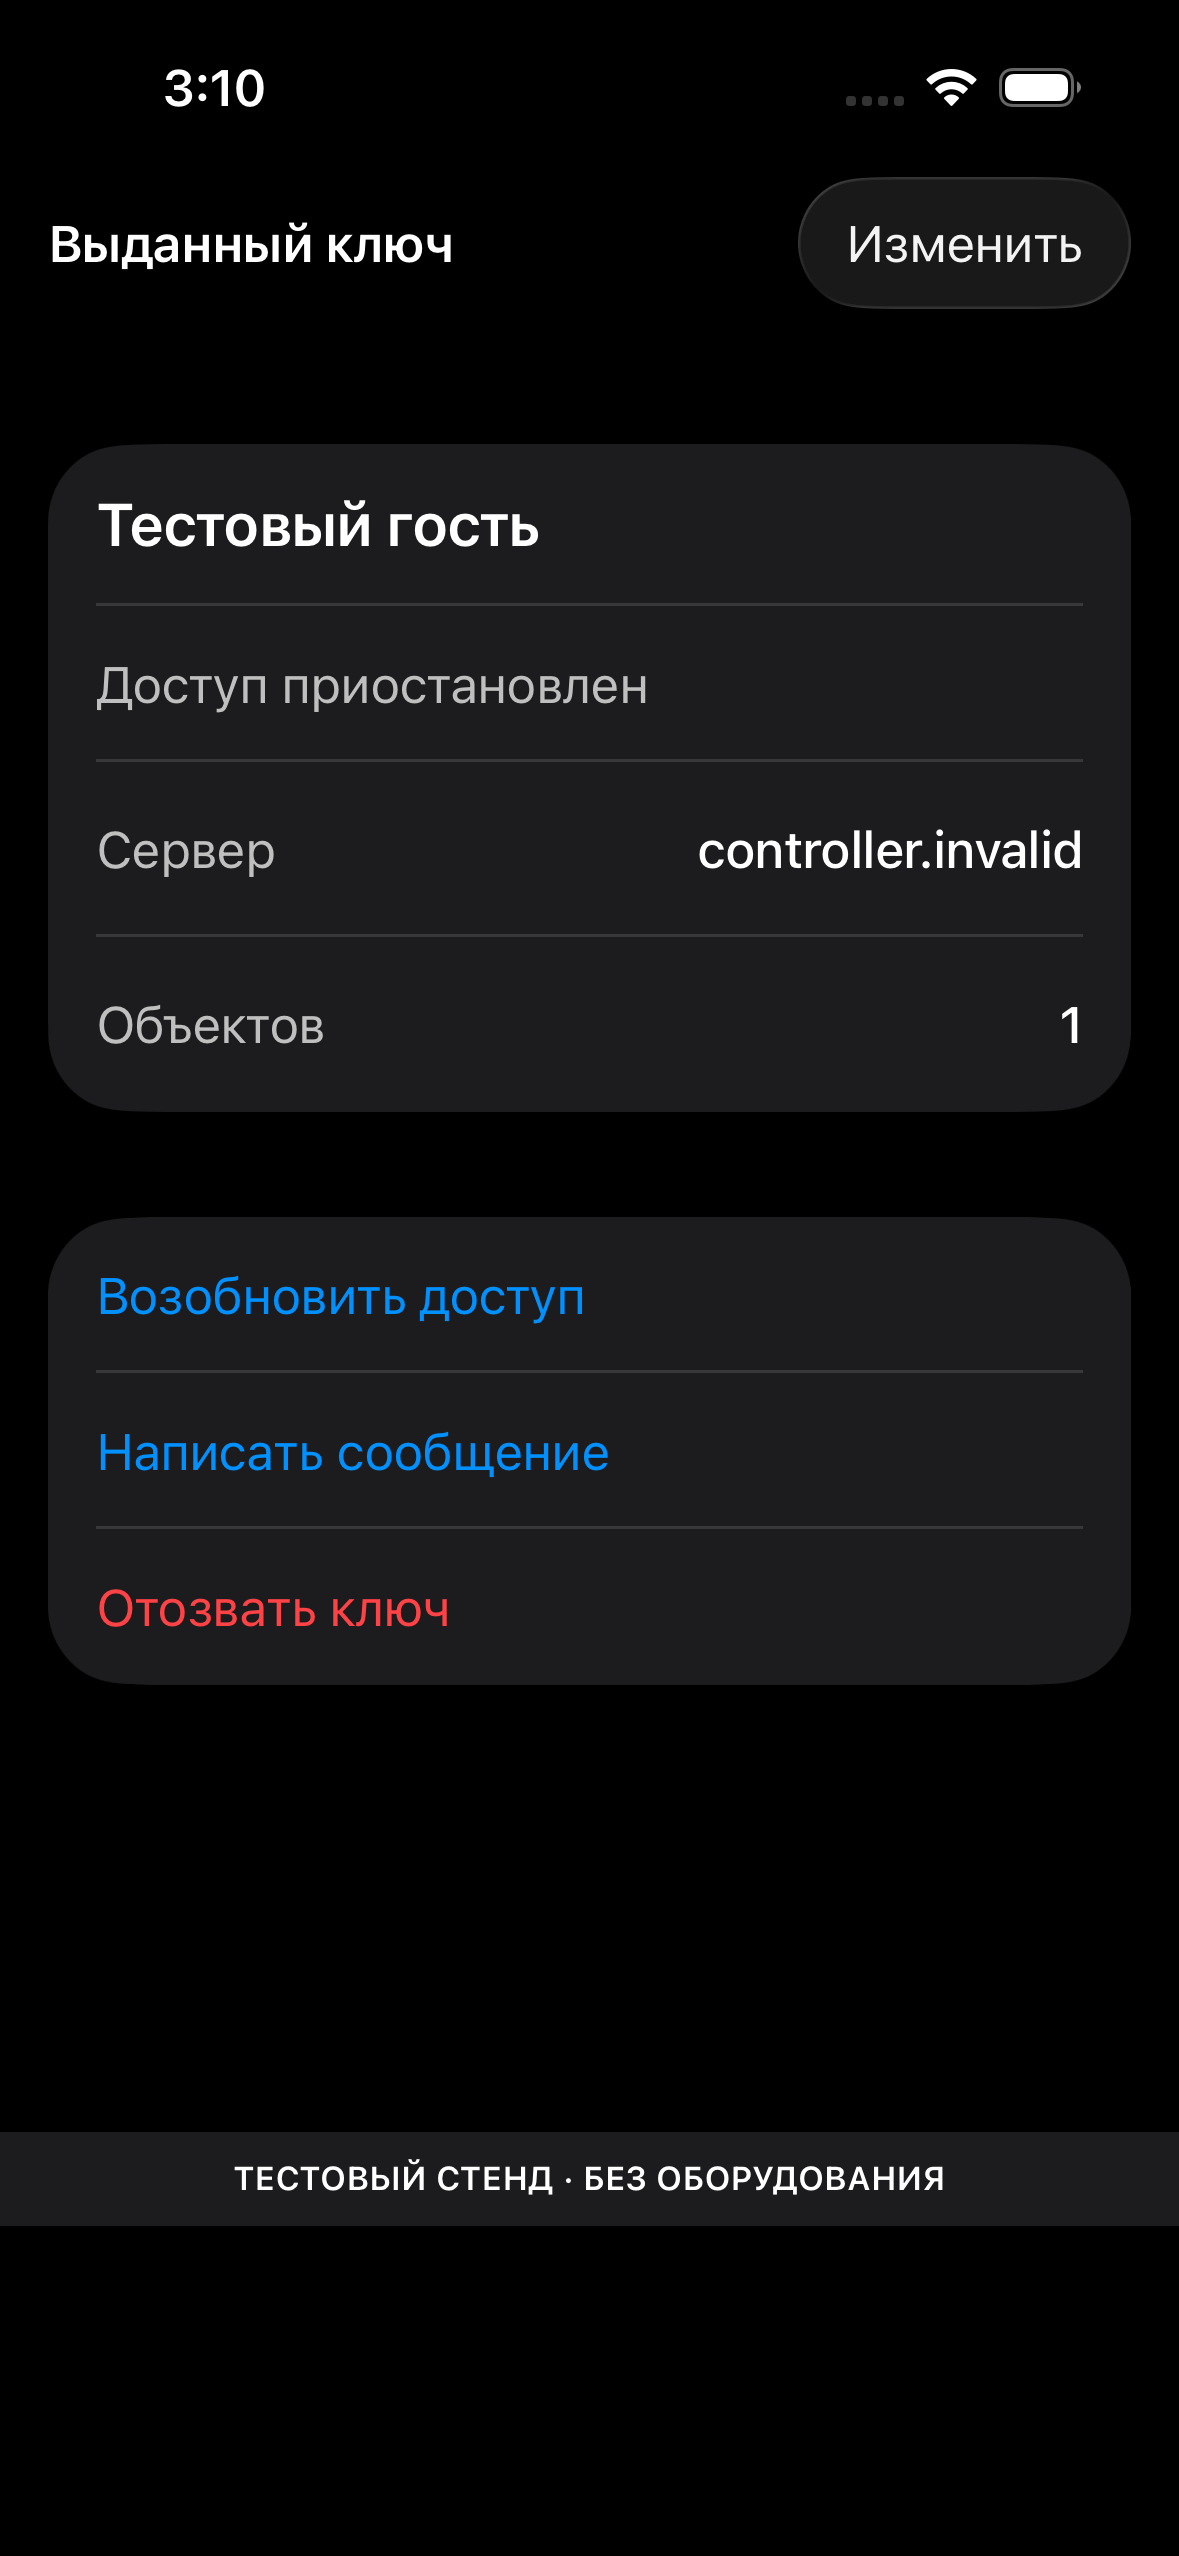 3:10
Выданный ключ
Изменить
Тестовый гость
Доступ приостановлен
Сервер controller.invalid
Объектов 1
Возобновить доступ
Написать сообщение
Отозвать ключ
ТЕСТОВЫЙ СТЕНД · БЕЗ ОБОРУДОВАНИЯ